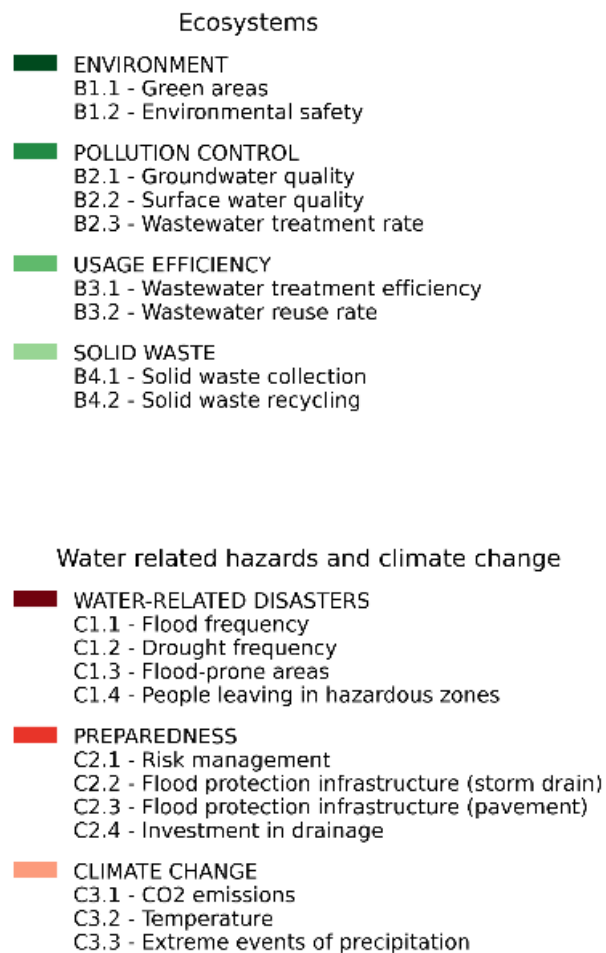 Ecosystems
ENVIRONMENT
B1.1 - Green areas
B1.2 - Environmental safety
POLLUTION CONTROL
B2.1 - Groundwater quality
B2.2 - Surface water quality
B2.3 - Wastewater treatment rate
USAGE EFFICIENCY
B3.1 - Wastewater treatment efficiency
B3.2 - Wastewater reuse rate
SOLID WASTE
B4.1 - Solid waste collection
B4.2 - Solid waste recycling
Water related hazards and climate change
WATER-RELATED DISASTERS
C1.1 - Flood frequency
C1.2 - Drought frequency
C1.3 - Flood-prone areas
C1.4 - People leaving in hazardous zones
PREPAREDNESS
C2.1 - Risk management
C2.2 - Flood protection infrastructure (storm drain)
C2.3 - Flood protection infrastructure (pavement)
C2.4 - Investment in drainage
CLIMATE CHANGE
C3.1 - CO2 emissions
C3.2 - Temperature
C3.3 - Extreme events of precipitation